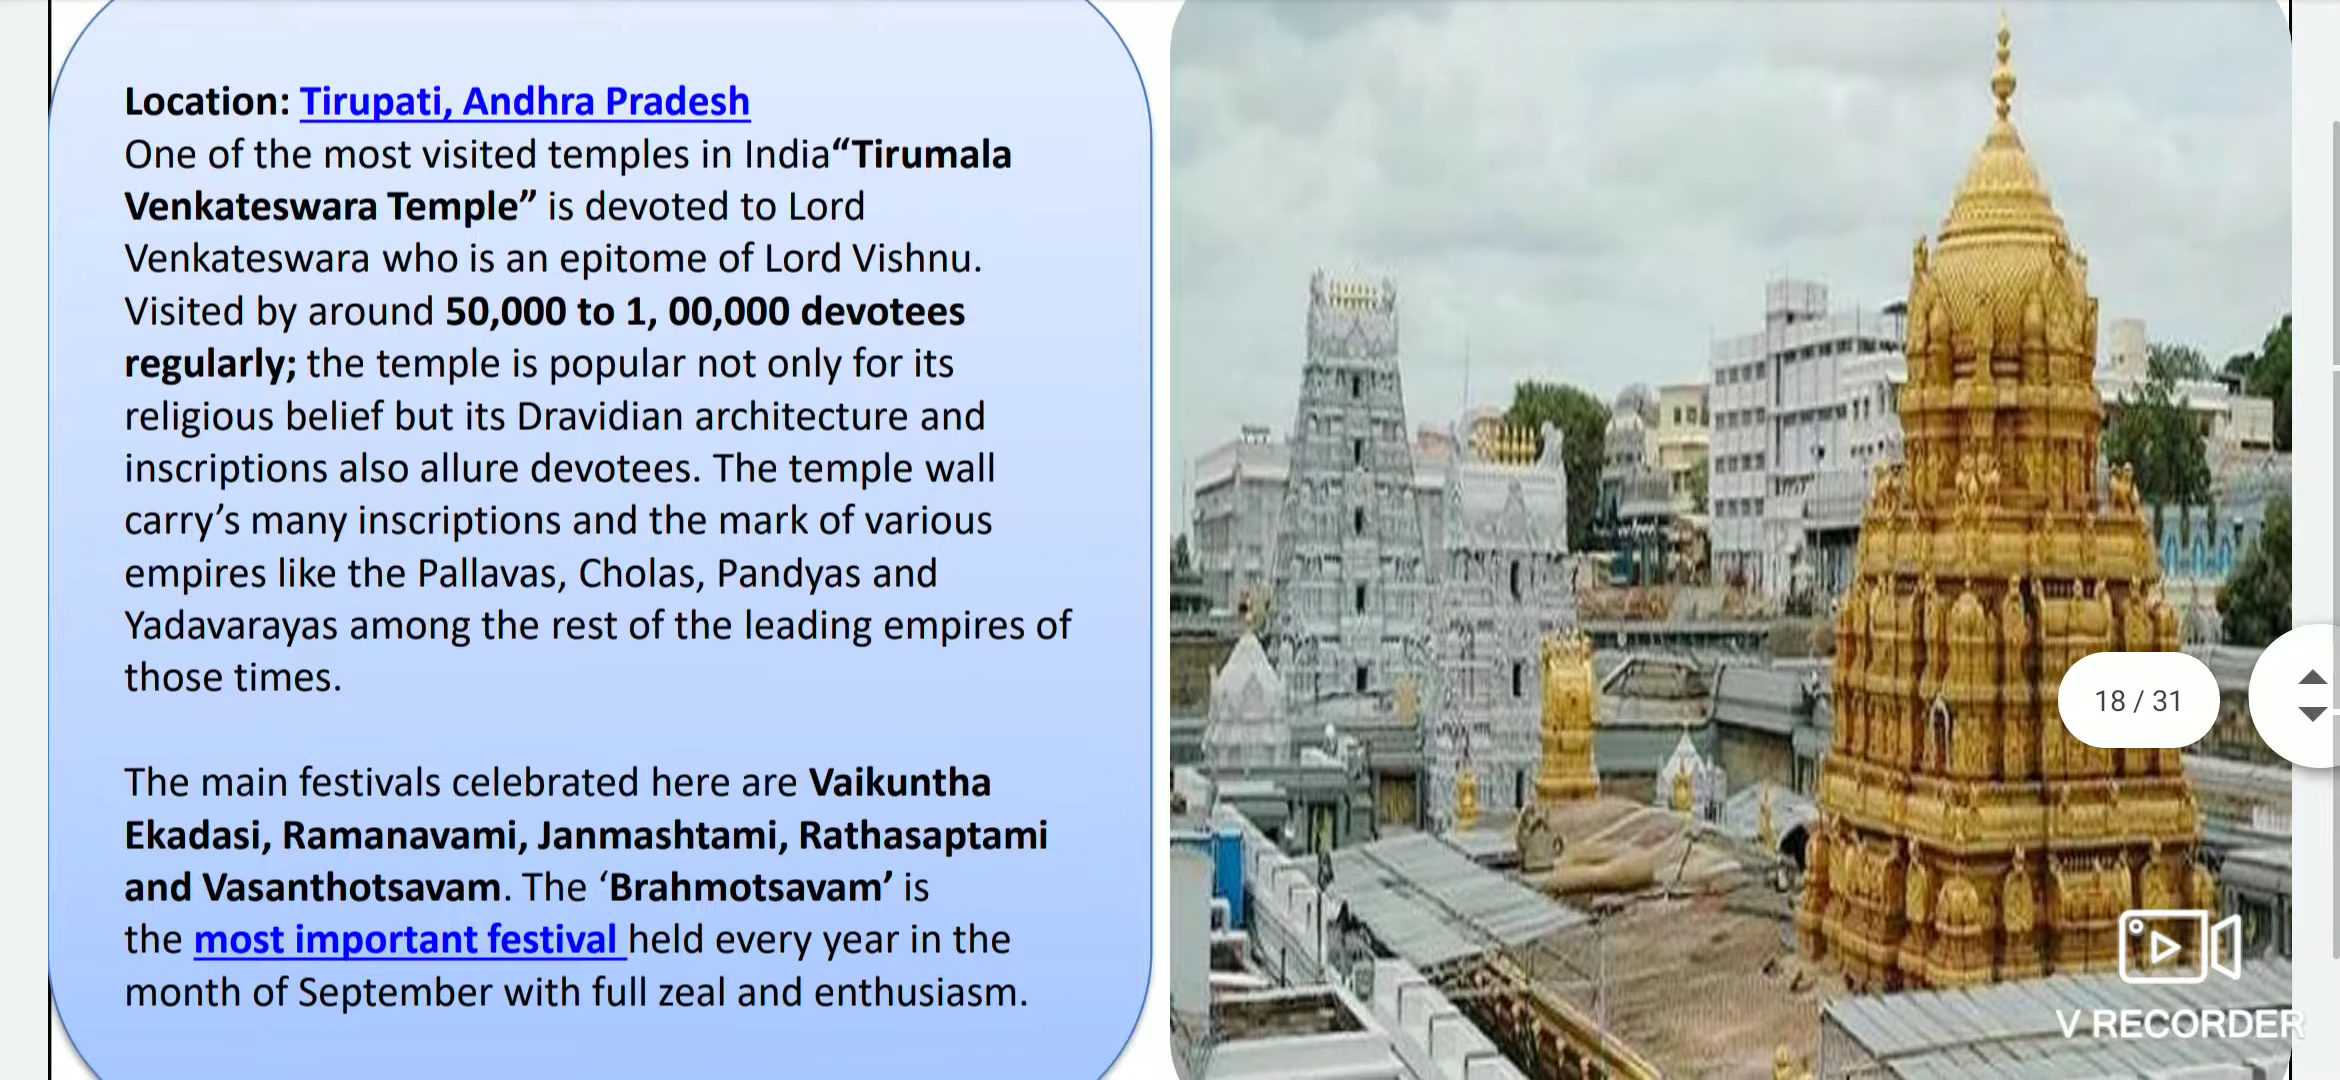 Location: Tirupati, Andhra Pradesh
One of the most visited temples in India“Tirumala
Venkateswara Temple” is devoted to Lord
Venkateswara who is an epitome of Lord Vishnu.
Visited by around 50,000 to 1, 00,000 devotees
regularly; the temple is popular not only for its
religious belief but its Dravidian architecture and
inscriptions also allure devotees. The temple wall
carry’s many inscriptions and the mark of various
empires like the Pallavas, Cholas, Pandyas and
Yadavarayas among the rest of the leading empires of
those times.
The main festivals celebrated here are Vaikuntha
Ekadasi, Ramanavami, Janmashtami, Rathasaptami
and Vasanthotsavam. The ‘Brahmotsavam’ is
the most important festival held every year in the
month of September with full zeal and enthusiasm.
18 / 31
V RECORDER